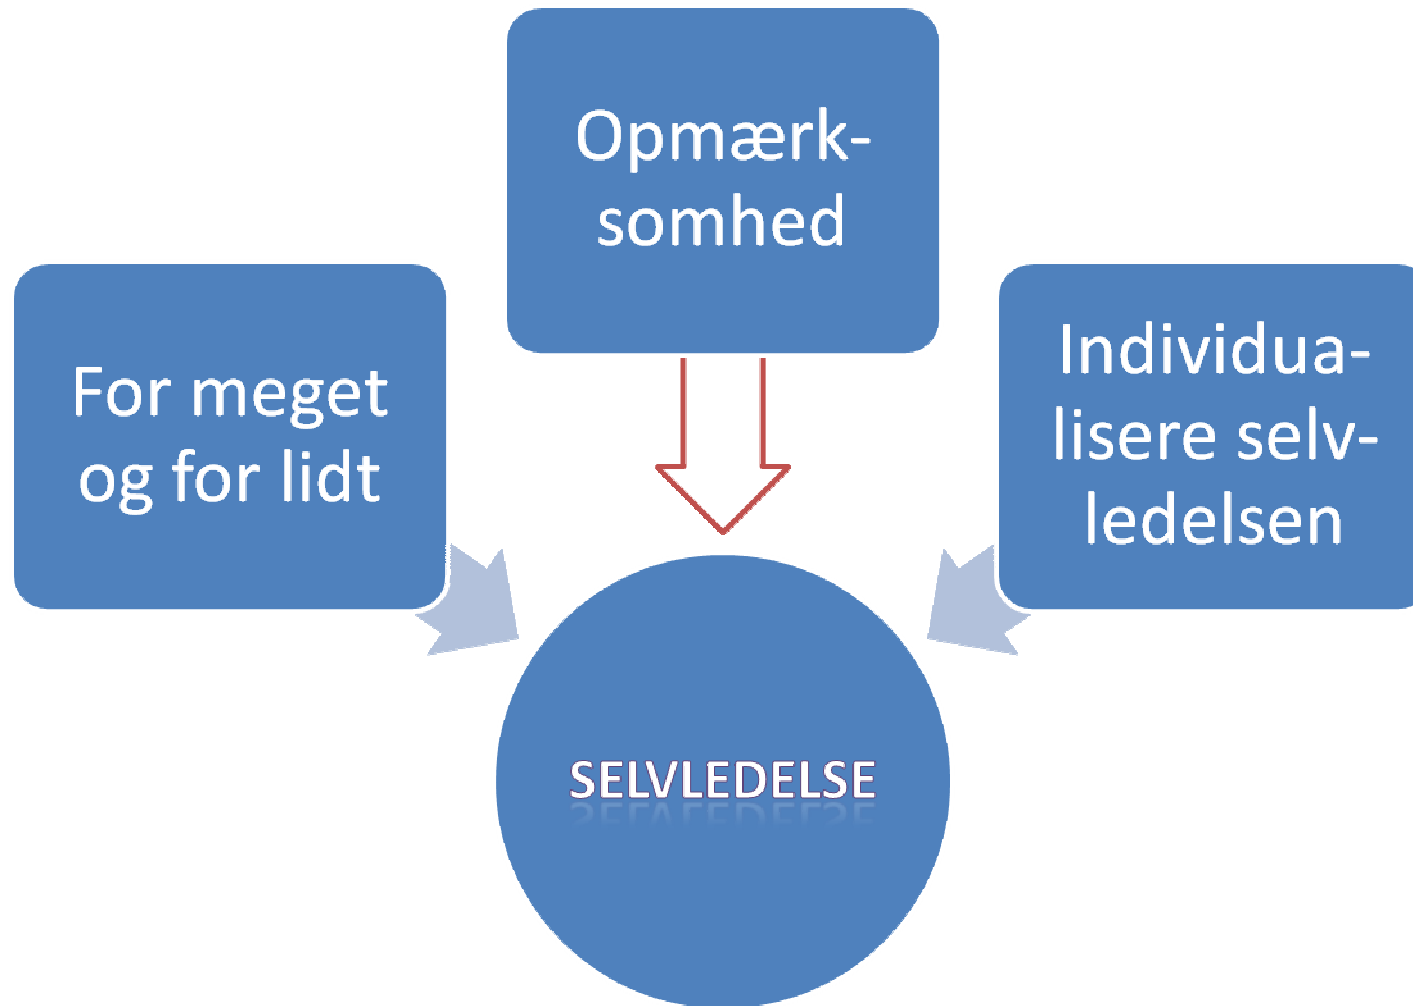 Opmærk-
somhed
For meget
og for lidt
Individua-
lisere selv-
ledelsen
SELVLEDELSE